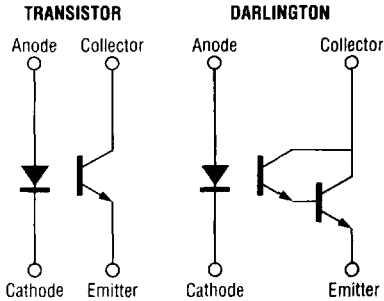 TRANSISTOR DARLINGTON
Anode Collector Anode Collector
Cathode Emitter Cathode Emitter